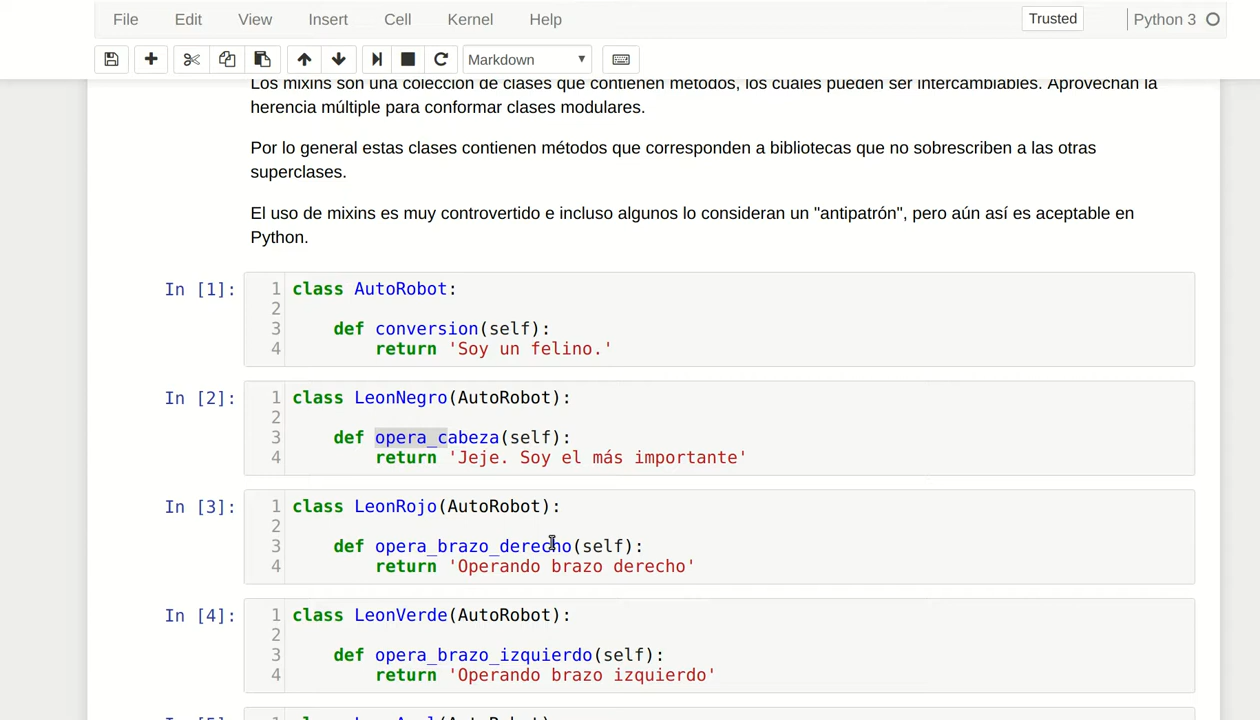 File Edit View Insert Cell Kernel Help Trusted Python 3
Markdown
Los mixins son una colección de clases que contienen métodos, los cuales pueden ser intercambiables. Aprovechan la
herencia múltiple para conformar clases modulares.
Por lo general estas clases contienen métodos que corresponden a bibliotecas que no sobrescriben a las otras
superclases.
El uso de mixins es muy controvertido e incluso algunos lo consideran un "antipatrón", pero aún así es aceptable en
Python.
In [1]: 1 class AutoRobot:
2
3 def conversion(self):
4 return 'Soy un felino.'
In [2]: 1 class LeonNegro(AutoRobot):
2
3 def opera_cabeza(self):
4 return 'Jeje. Soy el más importante'
In [3]: 1 class LeonRojo(AutoRobot):
2
3 def opera_brazo_derecho(self):
4 return 'Operando brazo derecho'
In [4]: 1 class LeonVerde(AutoRobot):
2
3 def opera_brazo_izquierdo(self):
4 return 'Operando brazo izquierdo'
In [5]: 1 class LeonAzul(AutoRobot):